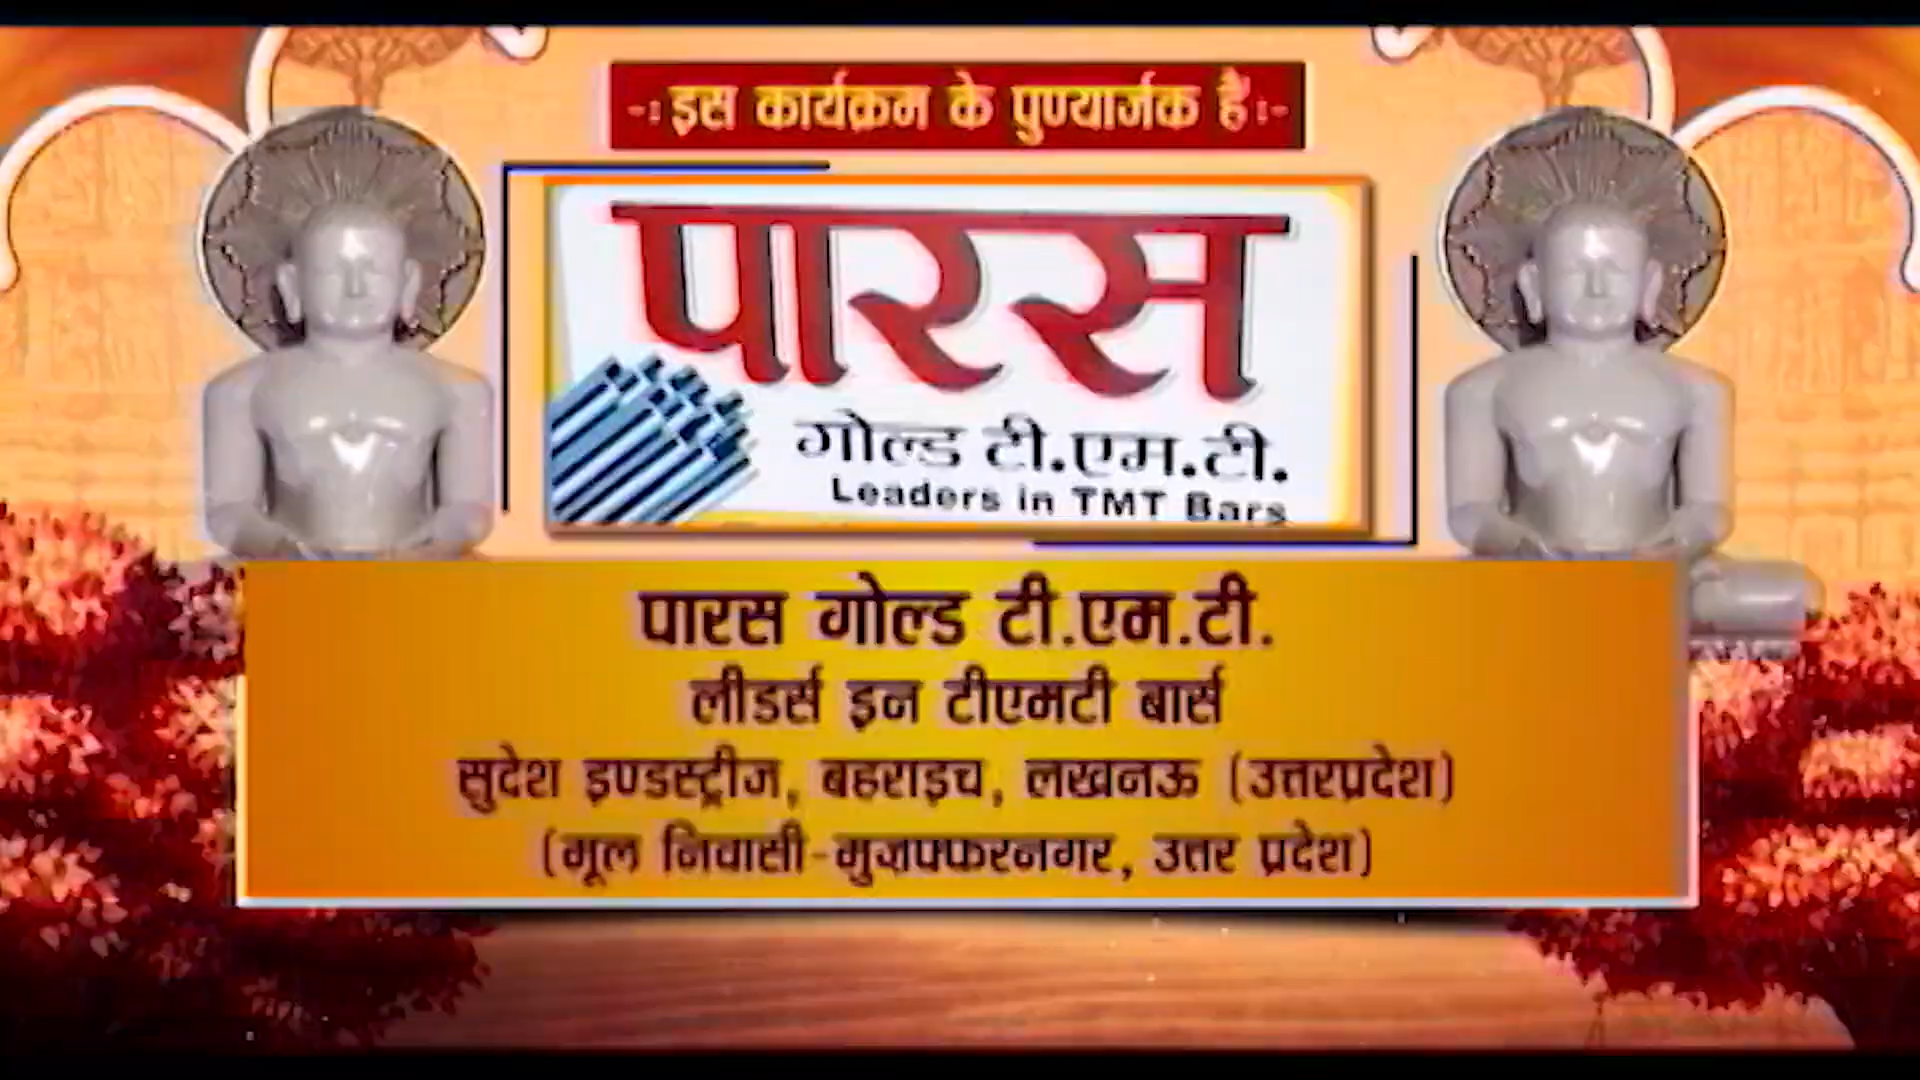 -: इस कार्यक्रम के पुण्यार्जक हैं :-
पारस
गोल्ड टी.एम.टी.
Leaders in TMT Bars
पारस गोल्ड टी.एम.टी.
लीडर्स इन टीएमटी बार्स
सुदेश इण्डस्ट्रीज, बहराइच, लखनऊ (उत्तरप्रदेश)
(मूल निवासी-मुज़फ्फरनगर, उत्तर प्रदेश)